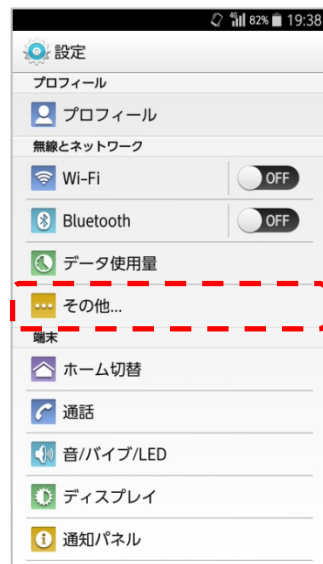 4G 82% 19:38
設定
プロフィール
プロフィール
無線とネットワーク
Wi-Fi OFF
Bluetooth OFF
データ使用量
その他...
端末
ホーム切替
通話
音/バイブ/LED
ディスプレイ
通知パネル